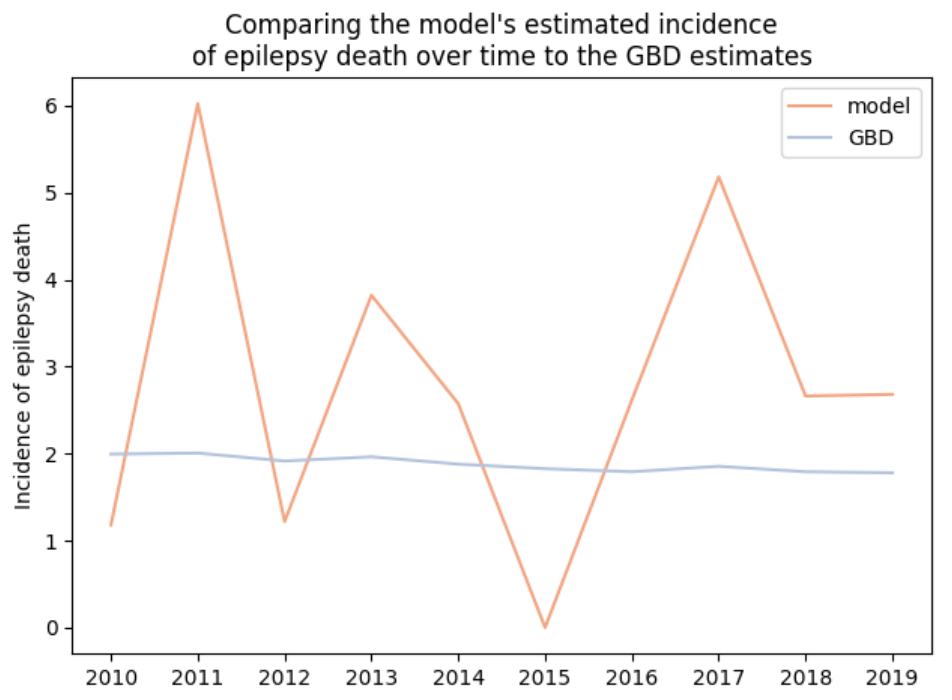 Comparing the model's estimated incidence
of epilepsy death over time to the GBD estimates
model
GBD
Incidence of epilepsy death
6
5
4
3
2
1
0
2010 2011 2012 2013 2014 2015 2016 2017 2018 2019